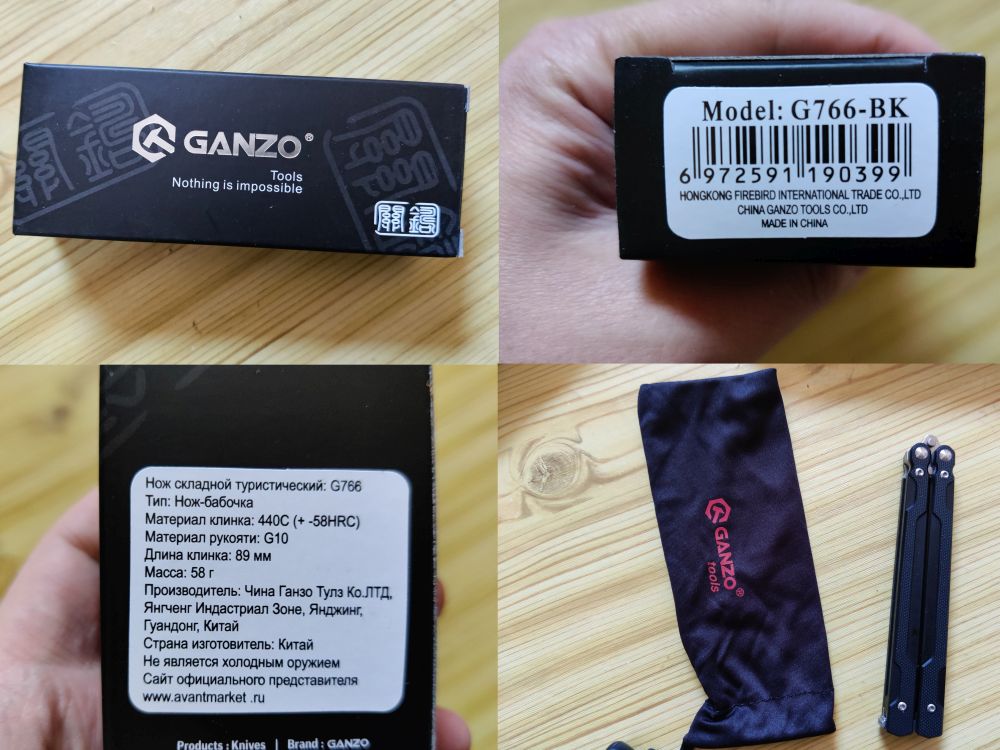 GANZO®
Tools
Nothing is impossible
Model: G766-BK
6 972591 190399
HONGKONG FIREBIRD INTERNATIONAL TRADE CO.,LTD
CHINA GANZO TOOLS CO.,LTD
MADE IN CHINA
Нож складной туристический: G766
Тип: Нож-бабочка
Материал клинка: 440С (+ -58HRC)
Материал рукояти: G10
Длина клинка: 89 мм
Масса: 58 г
Производитель: Чина Ганзо Тулз Ко.ЛТД,
Янгченг Индастриал Зоне, Янджинг,
Гуандонг, Китай
Страна изготовитель: Китай
Не является холодным оружием
Сайт официального представителя
www.avantmarket .ru
Products : Knives | Brand : GANZO
GANZO®
tools